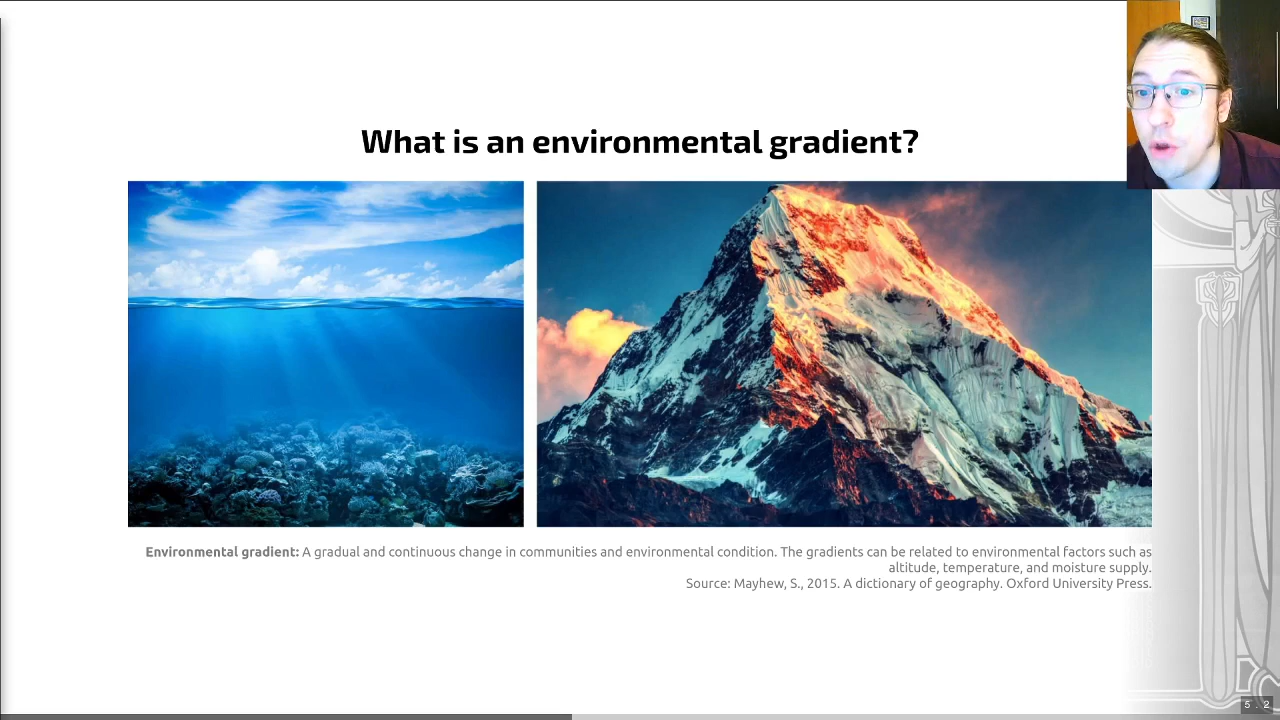 What is an environmental gradient?
Environmental gradient: A gradual and continuous change in communities and environmental condition. The gradients can be related to environmental factors such as
altitude, temperature, and moisture supply.
Source: Mayhew, S., 2015. A dictionary of geography. Oxford University Press.
5 . 2